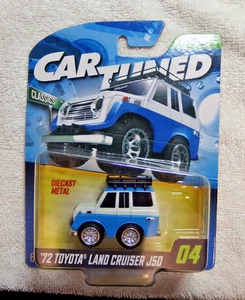 CAR TUNED
CLASSICS
DIECAST
METAL
'72 TOYOTA® LAND CRUISER J50
04